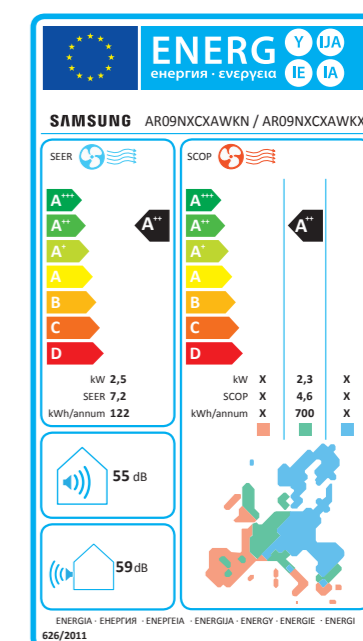 ENERG Y IJA
енергия · ενεργεια IE IA
SAMSUNG AR09NXCXAWKN / AR09NXCXAWKX
SEER SCOP
A+++ A+++
A++ A++ A++ A++
A+ A+
A A
B B
C C
D D
kW 2,5 kW X 2,3 X
SEER 7,2 SCOP X 4,6 X
kWh/annum 122 kWh/annum X 700 X
55 dB
59 dB
ENERGIA · ЕНЕРГИЯ · ΕΝΕΡΓΕΙΑ · ENERGIJA · ENERGY · ENERGIE · ENERGI
626/2011